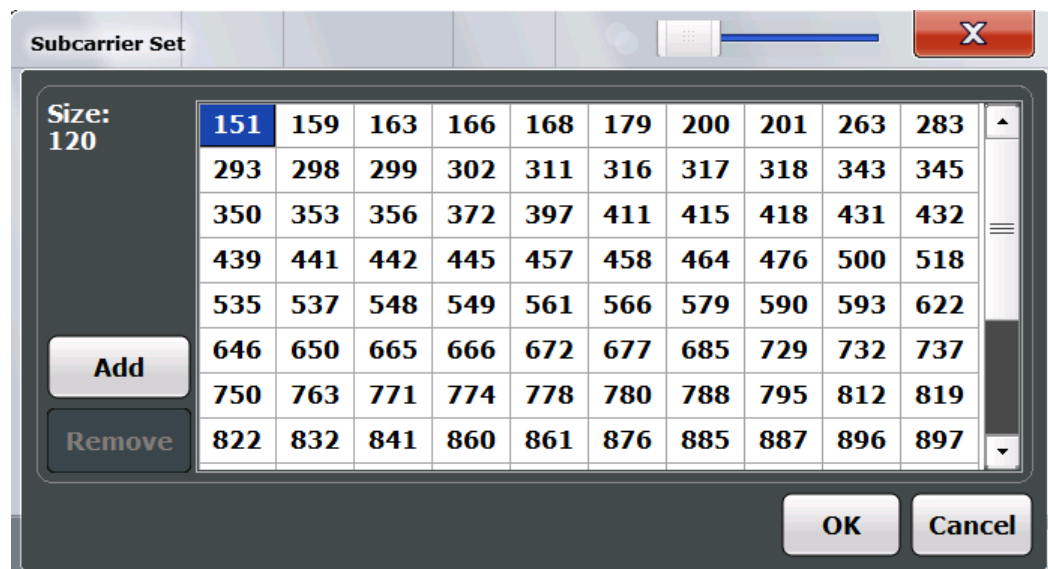 Subcarrier Set
X
Size:
120
151 159 163 166 168 179 200 201 263 283
293 298 299 302 311 316 317 318 343 345
350 353 356 372 397 411 415 418 431 432
439 441 442 445 457 458 464 476 500 518
535 537 548 549 561 566 579 590 593 622
646 650 665 666 672 677 685 729 732 737
750 763 771 774 778 780 788 795 812 819
822 832 841 860 861 876 885 887 896 897
Add
Remove
OK Cancel